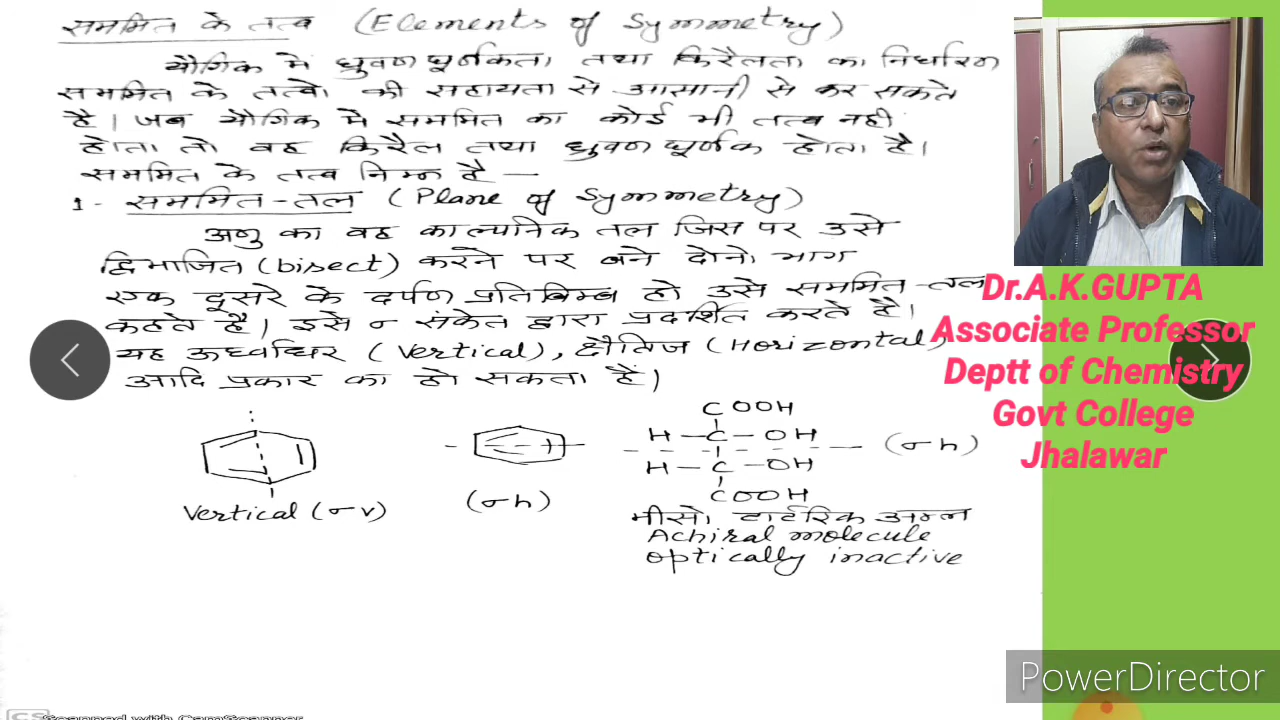 सममिति के तत्व (Elements of Symmetry)
यौगिक में ध्रुवण घूर्णकता तथा किरैलता का निर्धारण
सममिति के तत्वों की सहायता से आसानी से कर सकते
है। जब यौगिक में सममित का कोई भी तत्व नही
होता तो वह किरैल तथा ध्रुवण घूर्णक होता है।
सममित के तत्व निम्न है —
1- सममित-तल (Plane of Symmetry)
अणु का वह काल्पनिक तल जिस पर उसे
द्विभाजित (bisect) करने पर बने दोनो भाग
एक दूसरे के दर्पण प्रतिबिम्ब हो उसे सममित-तल
कहते है। इसे σ संकेत द्वारा प्रदर्शित करते है।
यह ऊर्ध्वाधर (Vertical), क्षैतिज (Horizontal)
आदि प्रकार का हो सकता है।
COOH
H — C — OH
(σ h)
H — C — OH
COOH
Vertical (σ v)
(σ h)
मीसो टार्टरिक अम्ल
Achiral molecule
optically inactive
Dr.A.K.GUPTA
Associate Professor
Deptt of Chemistry
Govt College
Jhalawar
PowerDirector
CS